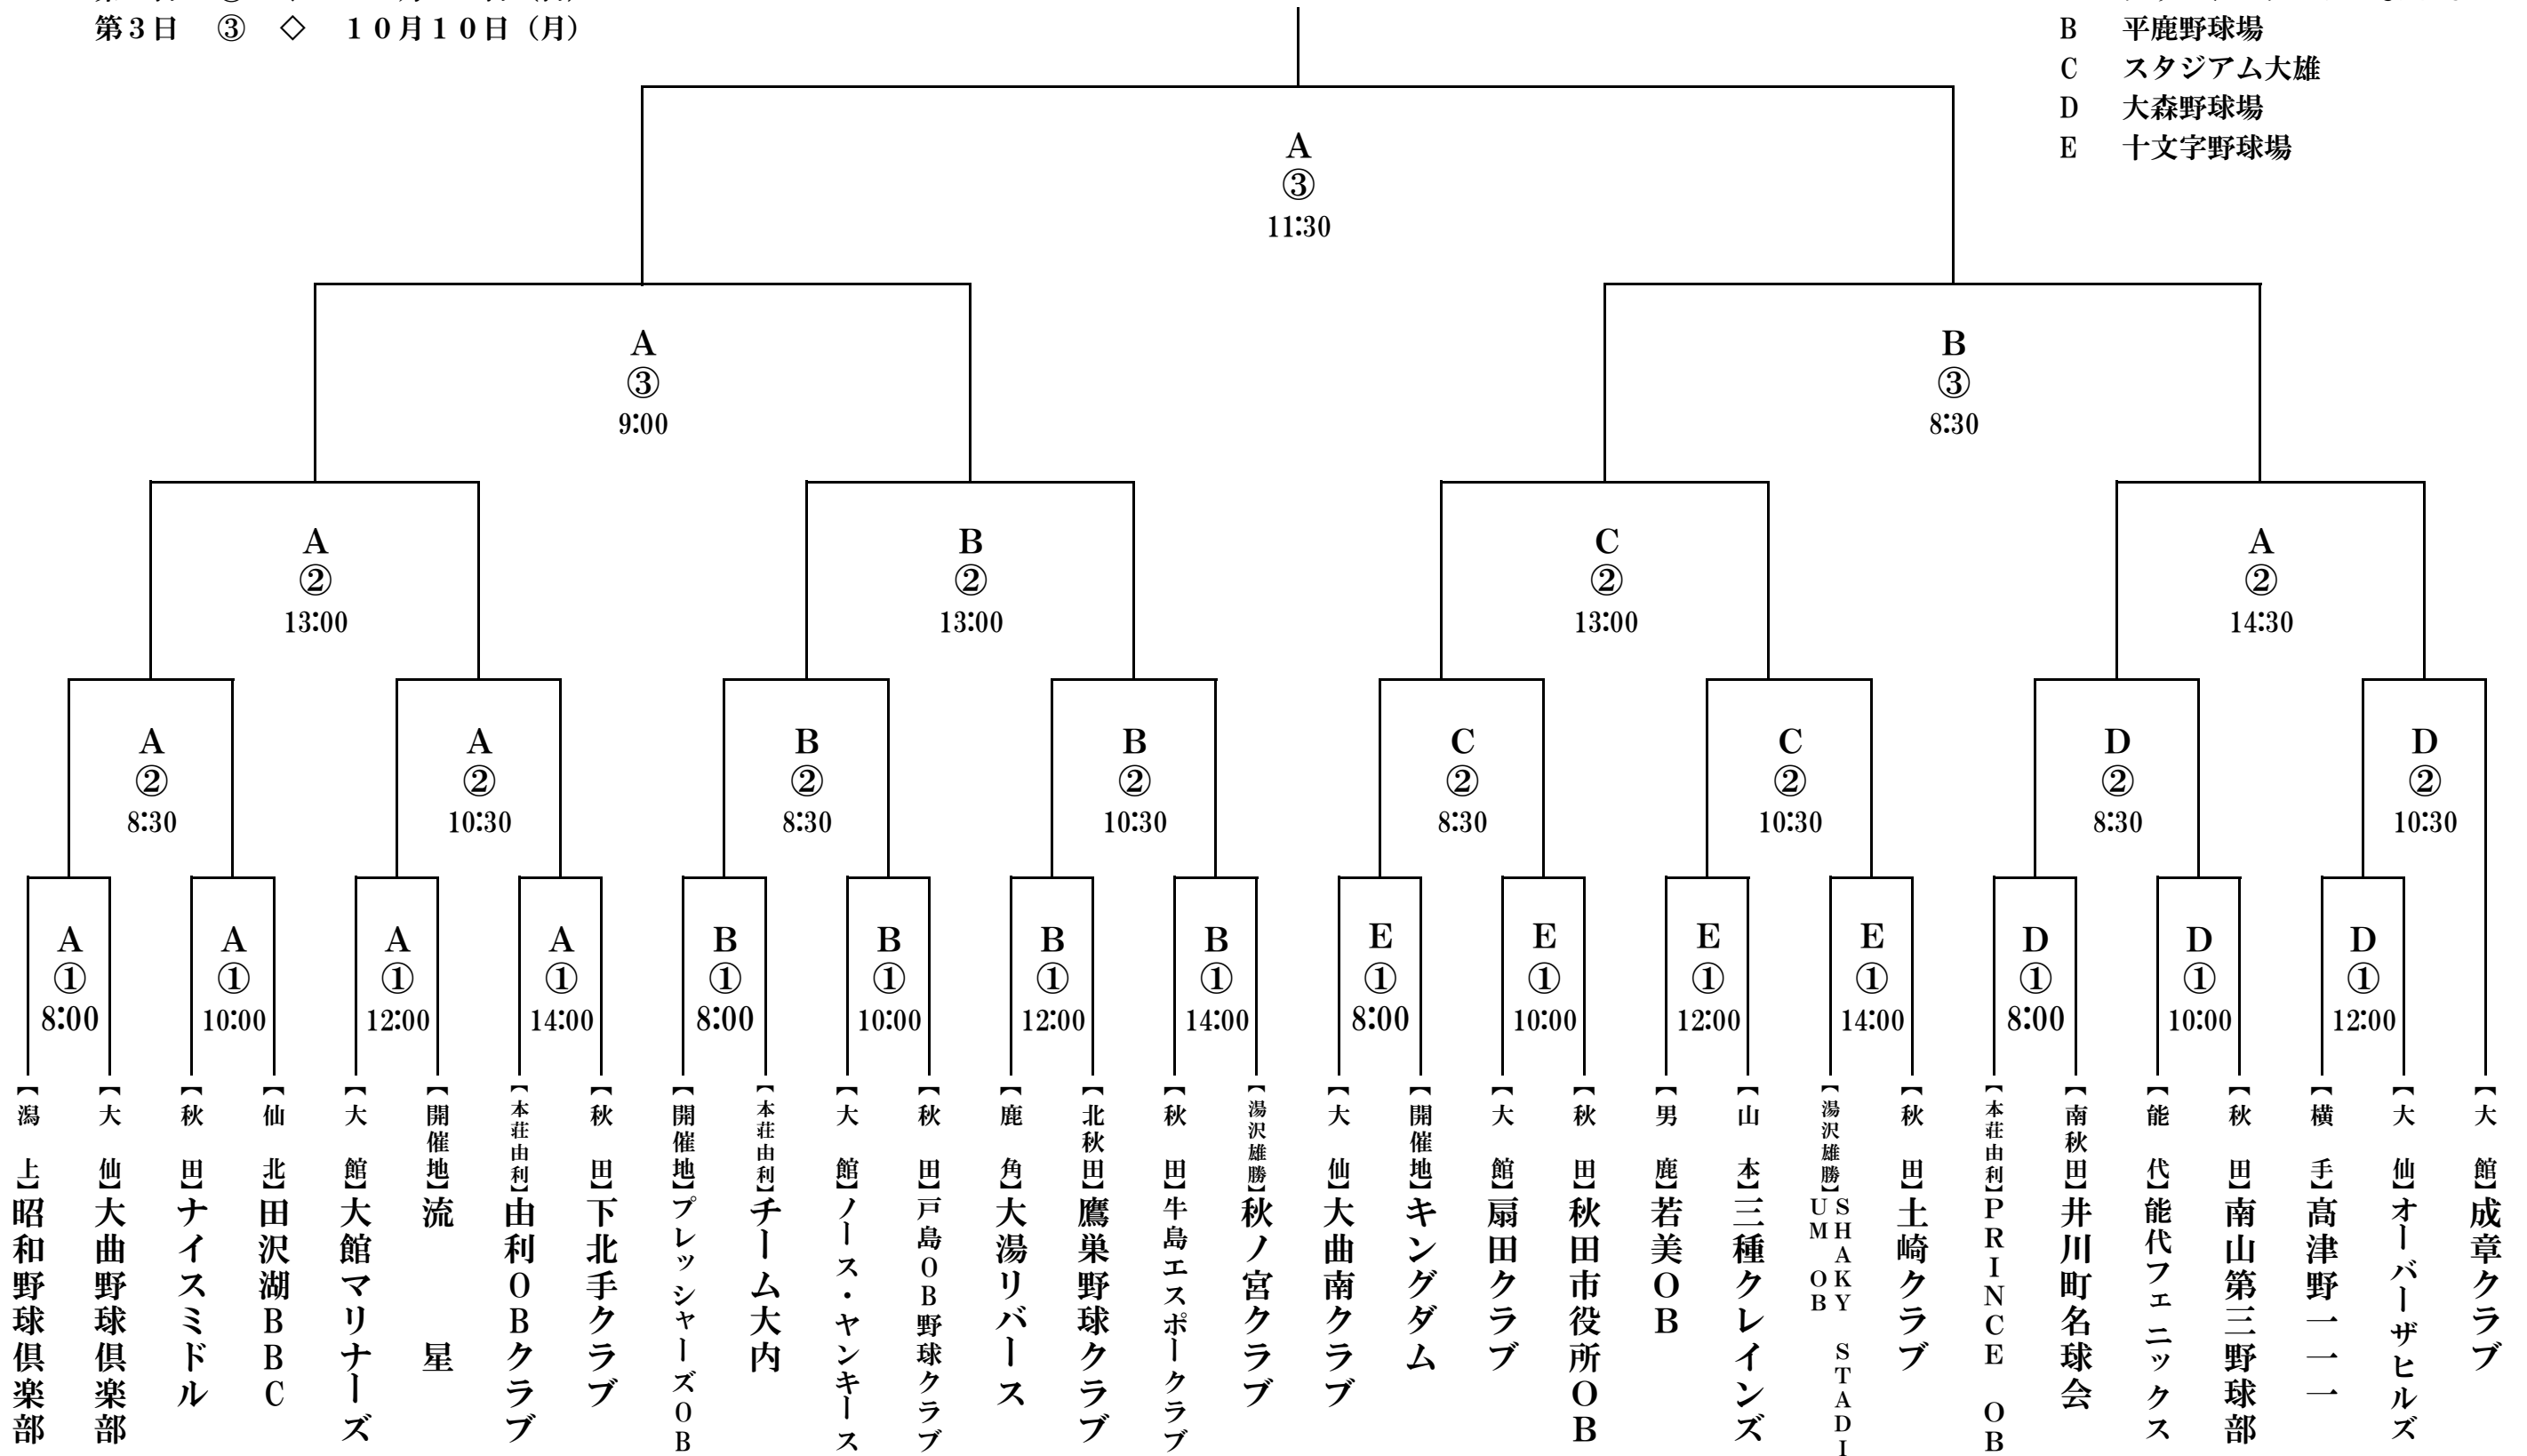 第３日　③　◇　１０月１０日（月）
B　平鹿野球場
C　スタジアム大雄
D　大森野球場
E　十文字野球場
A
③
11:30
A
③
9:00
B
③
8:30
A
②
13:00
B
②
13:00
C
②
13:00
A
②
14:30
A
②
8:30
A
②
10:30
B
②
8:30
B
②
10:30
C
②
8:30
C
②
10:30
D
②
8:30
D
②
10:30
A
①
8:00
A
①
10:00
A
①
12:00
A
①
14:00
B
①
8:00
B
①
10:00
B
①
12:00
B
①
14:00
E
①
8:00
E
①
10:00
E
①
12:00
E
①
14:00
D
①
8:00
D
①
10:00
D
①
12:00
【潟　上】昭和野球倶楽部
【大　仙】大曲野球倶楽部
【秋　田】ナイスミドル
【仙　北】田沢湖ＢＢＣ
【大　館】大館マリナーズ
【開催地】流　星
【本荘由利】由利ＯＢクラブ
【秋　田】下北手クラブ
【開催地】プレッシャーズＯＢ
【本荘由利】チーム大内
【大　館】ノース・ヤンキース
【秋　田】戸島ＯＢ野球クラブ
【鹿　角】大湯リバース
【北秋田】鷹巣野球クラブ
【秋　田】牛島エスポークラブ
【湯沢雄勝】秋ノ宮クラブ
【大　仙】大曲南クラブ
【開催地】キングダム
【大　館】扇田クラブ
【秋　田】秋田市役所ＯＢ
【男　鹿】若美ＯＢ
【山　本】三種クレインズ
【湯沢雄勝】ＳＨＡＫＹ　ＳＴＡＤＩ
ＵＭ　ＯＢ
【秋　田】土崎クラブ
【本荘由利】ＰＲＩＮＣＥ　ＯＢ
【南秋田】井川町名球会
【能　代】能代フェニックス
【秋　田】南山第三野球部
【横　手】髙津野一一一
【大　仙】オーバーザヒルズ
【大　館】成章クラブ